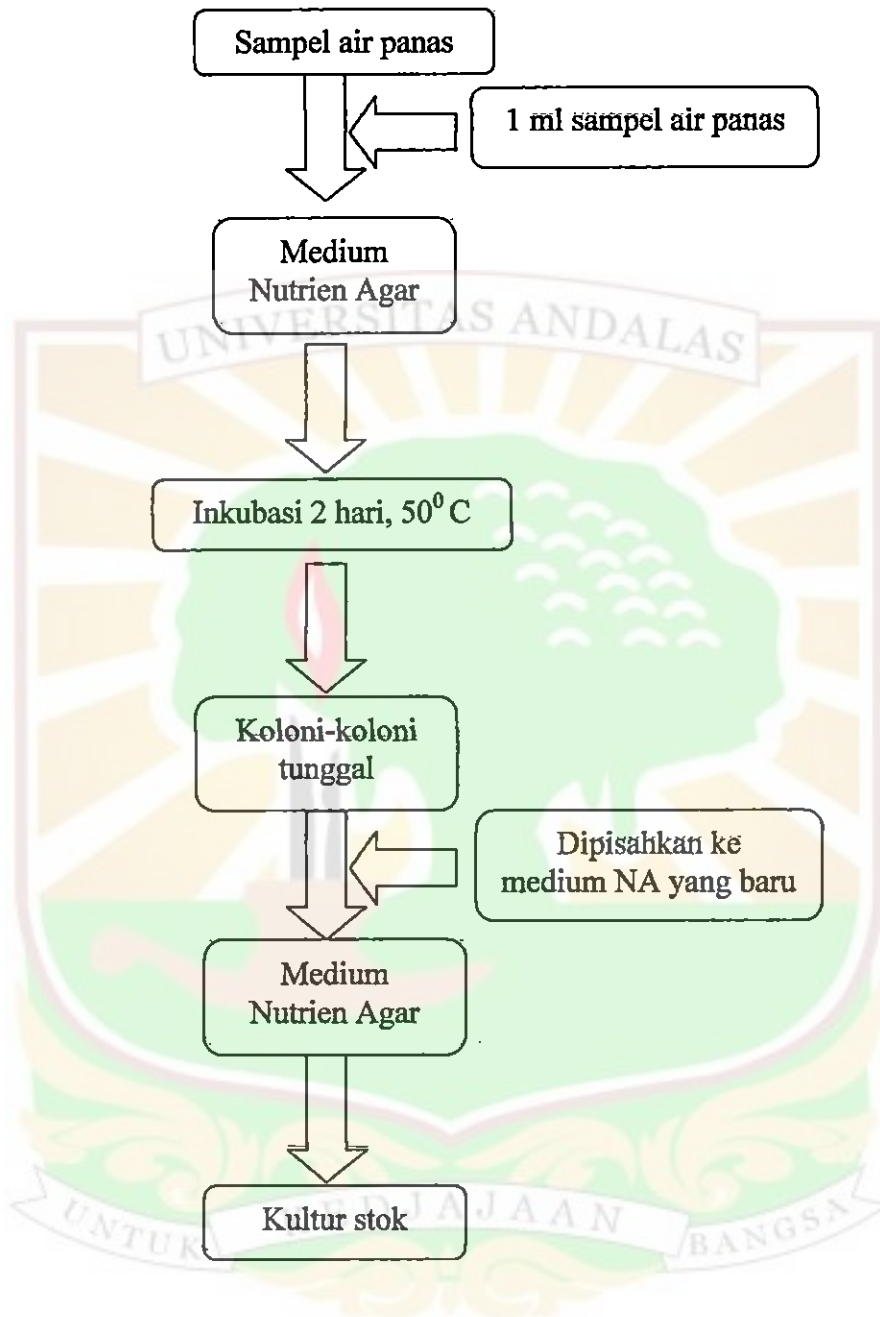 Sampel air panas
1 ml sampel air panas
Medium
Nutrien Agar
UNIVERSITAS ANDALAS
Inkubasi 2 hari, 50⁰ C
Koloni-koloni
tunggal
Dipisahkan ke
medium NA yang baru
Medium
Nutrien Agar
Kultur stok
UNTUK KEDJAJAAN BANGSA